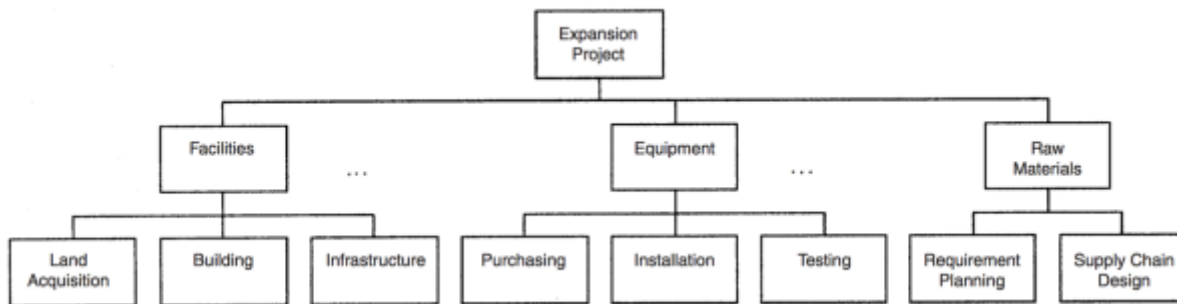 Expansion
Project
Facilities
...
Equipment
...
Raw
Materials
Land
Acquisition
Building
Infrastructure
Purchasing
Installation
Testing
Requirement
Planning
Supply Chain
Design